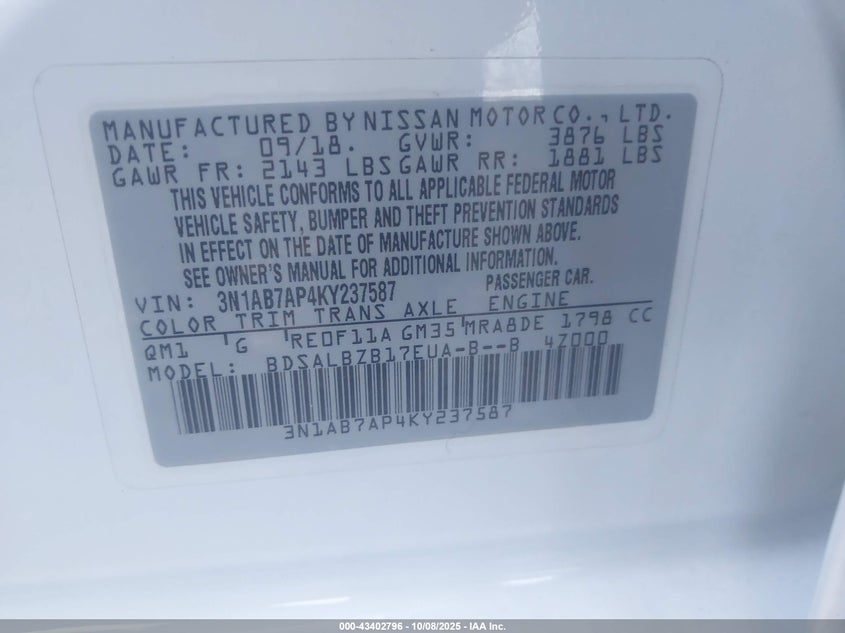 MANUFACTURED BY NISSAN MOTOR CO., LTD.
DATE: 09/18. GVWR: 3876 LBS
GAWR FR: 2143 LBS GAWR RR: 1881 LBS
THIS VEHICLE CONFORMS TO ALL APPLICABLE FEDERAL MOTOR
VEHICLE SAFETY, BUMPER AND THEFT PREVENTION STANDARDS
IN EFFECT ON THE DATE OF MANUFACTURE SHOWN ABOVE.
SEE OWNER'S MANUAL FOR ADDITIONAL INFORMATION.
PASSENGER CAR.
VIN: 3N1AB7AP4KY237587
COLOR TRIM TRANS AXLE ENGINE
QM1 'G 'RE0F11A GM35'MRA8DE 1798 CC
MODEL: BDSALBZB17EUA-B--B 4Z000
3N1AB7AP4KY237587
000-43402796 - 10/08/2025 - IAA Inc.